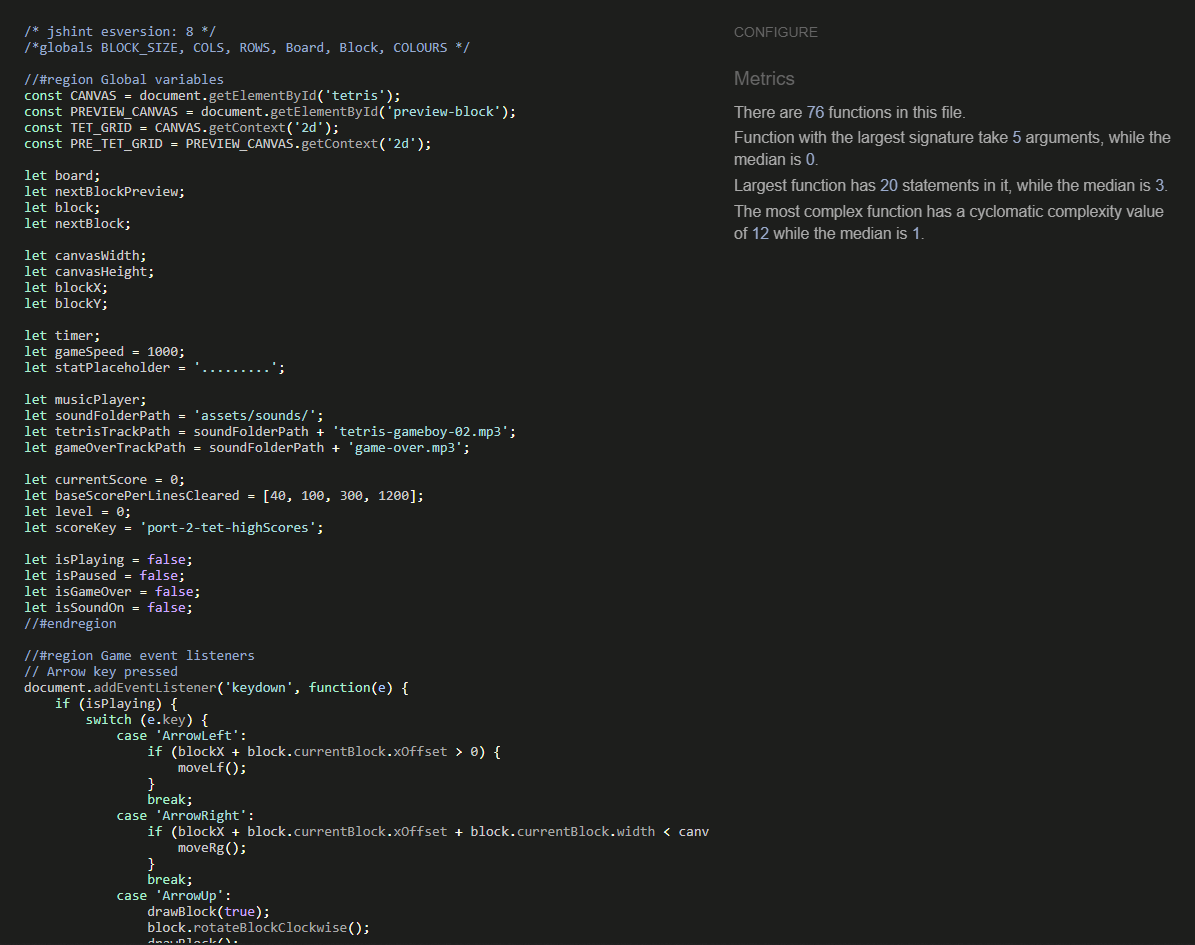 /* jshint esversion: 8 */
/*globals BLOCK_SIZE, COLS, ROWS, Board, Block, COLOURS */
//#region Global variables
const CANVAS = document.getElementById('tetris');
const PREVIEW_CANVAS = document.getElementById('preview-block');
const TET_GRID = CANVAS.getContext('2d');
const PRE_TET_GRID = PREVIEW_CANVAS.getContext('2d');
let board;
let nextBlockPreview;
let block;
let nextBlock;
let canvasWidth;
let canvasHeight;
let blockX;
let blockY;
let timer;
let gameSpeed = 1000;
let statPlaceholder = '.........';
let musicPlayer;
let soundFolderPath = 'assets/sounds/';
let tetrisTrackPath = soundFolderPath + 'tetris-gameboy-02.mp3';
let gameOverTrackPath = soundFolderPath + 'game-over.mp3';
let currentScore = 0;
let baseScorePerLinesCleared = [40, 100, 300, 1200];
let level = 0;
let scoreKey = 'port-2-tet-highScores';
let isPlaying = false;
let isPaused = false;
let isGameOver = false;
let isSoundOn = false;
//#endregion
//#region Game event listeners
// Arrow key pressed
document.addEventListener('keydown', function(e) {
if (isPlaying) {
switch (e.key) {
case 'ArrowLeft':
if (blockX + block.currentBlock.xOffset > 0) {
moveLf();
}
break;
case 'ArrowRight':
if (blockX + block.currentBlock.xOffset + block.currentBlock.width < canv
moveRg();
}
break;
case 'ArrowUp':
drawBlock(true);
block.rotateBlockClockwise();
drawBlock();
CONFIGURE
Metrics
There are 76 functions in this file.
Function with the largest signature take 5 arguments, while the
median is 0.
Largest function has 20 statements in it, while the median is 3.
The most complex function has a cyclomatic complexity value
of 12 while the median is 1.